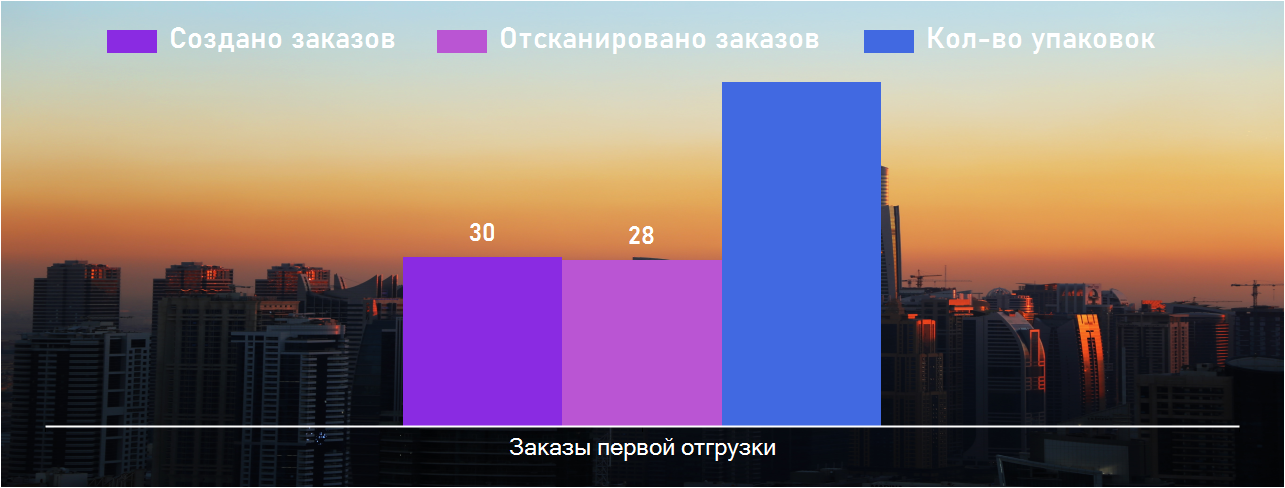 Создано заказов Отсканировано заказов Кол-во упаковок
30 28
Заказы первой отгрузки